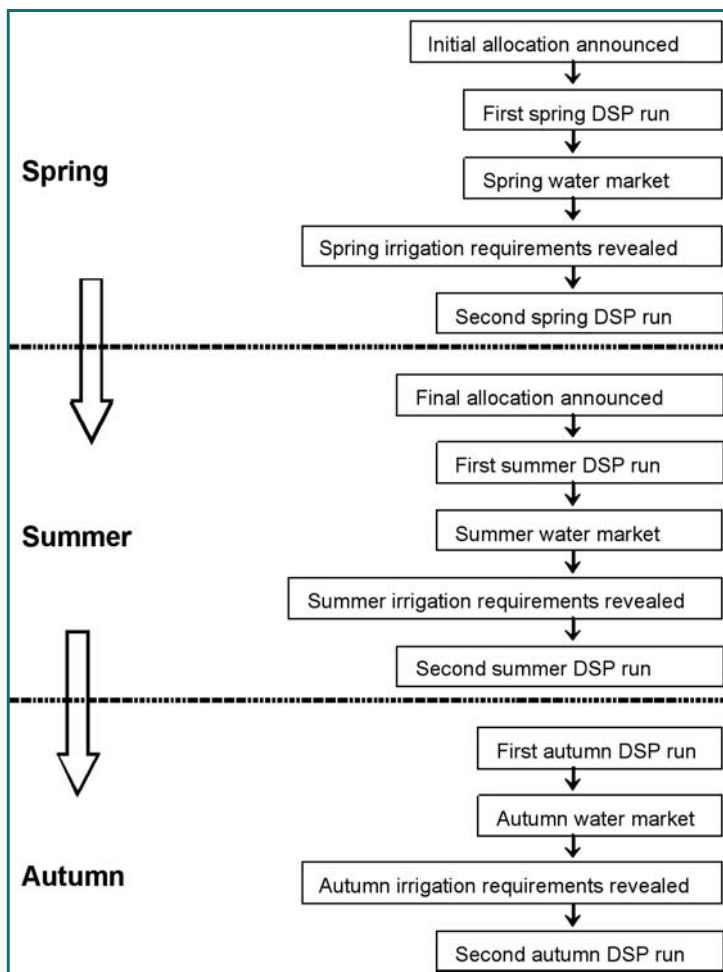 Initial allocation announced
First spring DSP run
Spring
Spring water market
Spring irrigation requirements revealed
Second spring DSP run
Final allocation announced
First summer DSP run
Summer
Summer water market
Summer irrigation requirements revealed
Second summer DSP run
First autumn DSP run
Autumn water market
Autumn
Autumn irrigation requirements revealed
Second autumn DSP run